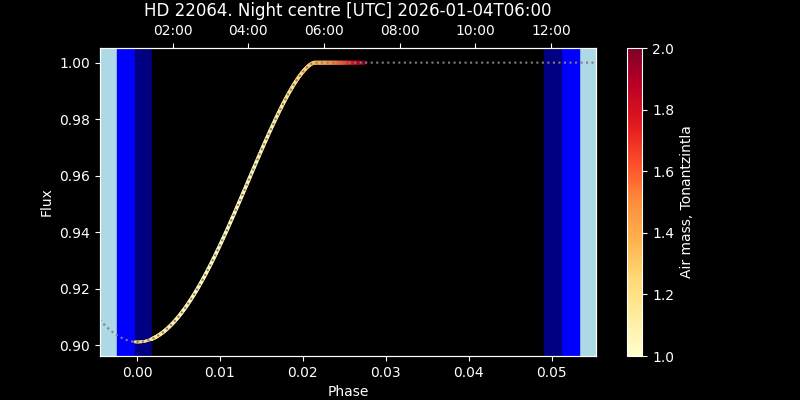 HD 22064. Night centre [UTC] 2026-01-04T06:00
02:00 04:00 06:00 08:00 10:00 12:00
1.00
0.98
0.96
0.94
0.92
0.90
Flux
0.00 0.01 0.02 0.03 0.04 0.05
Phase
2.0
1.8
1.6
1.4
1.2
1.0
Air mass, Tonantzintla